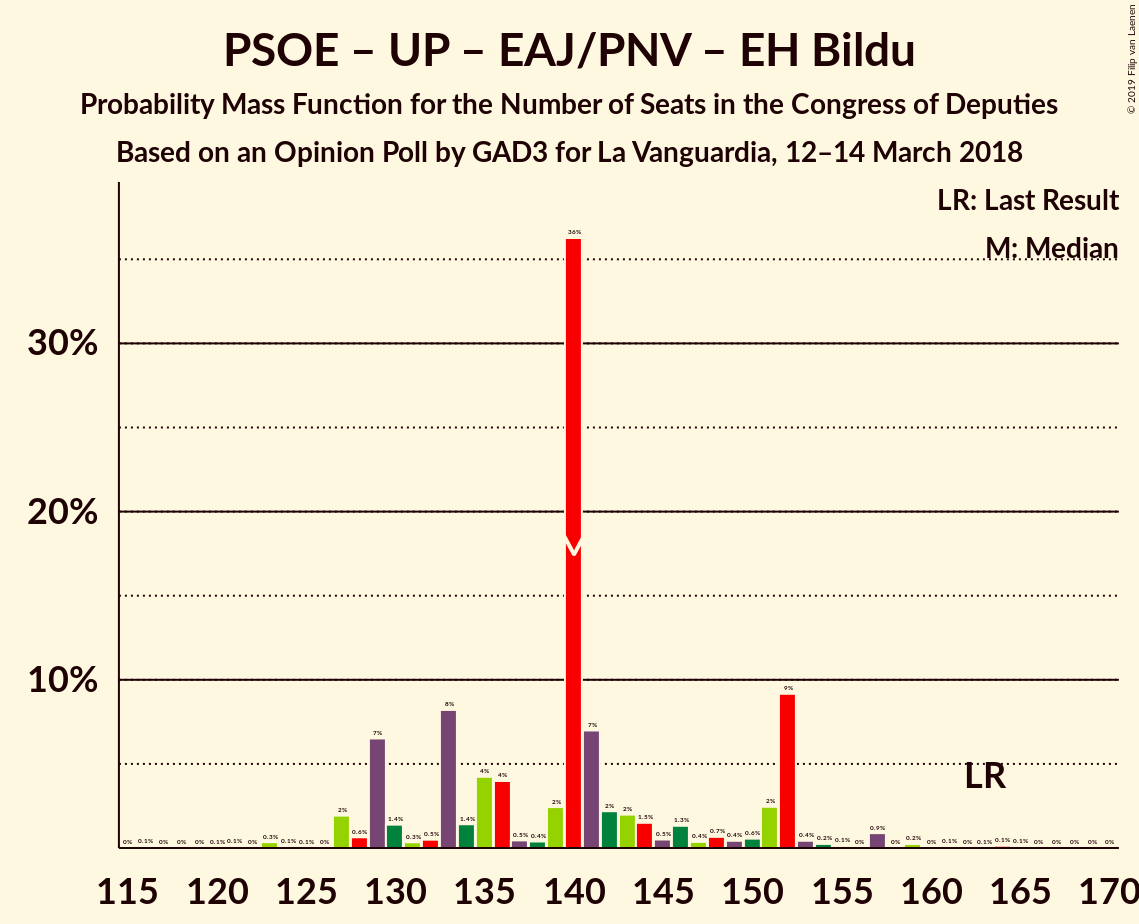 PSOE – UP – EAJ/PNV – EH Bildu
Probability Mass Function for the Number of Seats in the Congress of Deputies
Based on an Opinion Poll by GAD3 for La Vanguardia, 12–14 March 2018
© 2019 Filip van Laenen
LR: Last Result
M: Median
30%
20%
10%
0% 0.1% 0% 0% 0% 0.1% 0.1% 0% 0.3% 0.1% 0.1% 0% 2% 0.6% 7% 1.4% 0.3% 0.5% 8% 1.4% 4% 4% 0.5% 0.4% 2% 36% 7% 2% 2% 1.5% 0.5% 1.3% 0.4% 0.7% 0.4% 0.6% 2% 9% 0.4% 0.2% 0.1% 0% 0.9% 0% 0.2% 0% 0.1% 0% 0.1% 0.1% 0.1% 0% 0% 0% 0% 0%
M
LR
115 120 125 130 135 140 145 150 155 160 165 170